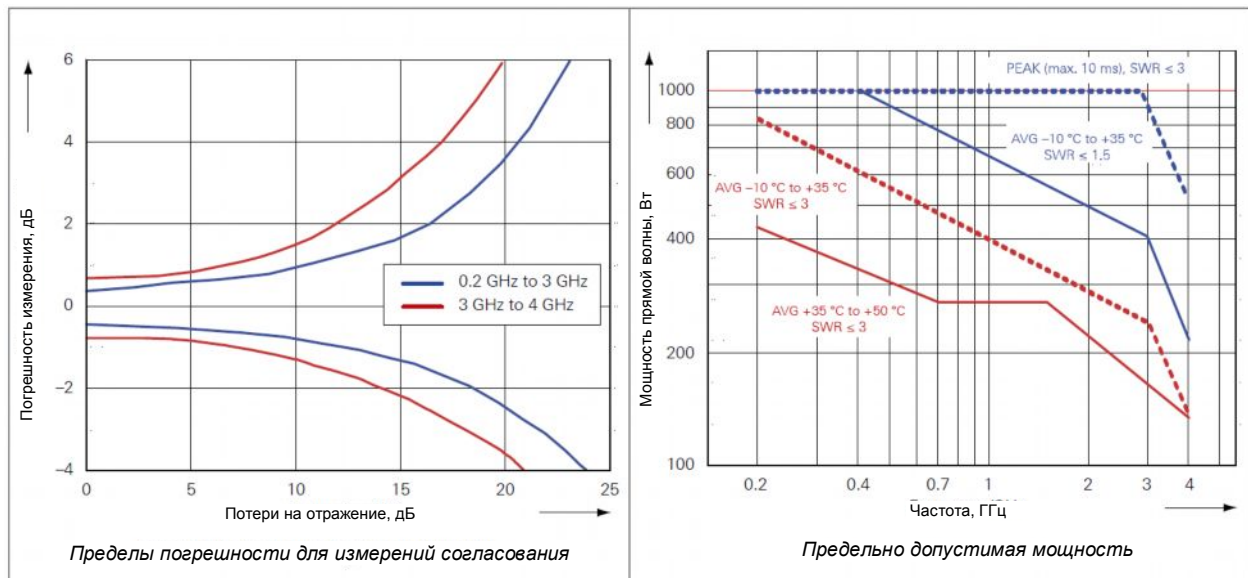 6
4
2
0
–2
–4
Погрешность измерения, дБ
0.2 GHz to 3 GHz
3 GHz to 4 GHz
0 5 10 15 20 25
Потери на отражение, дБ
Пределы погрешности для измерений согласования
1000
800
600
400
200
100
Мощность прямой волны, Вт
PEAK (max. 10 ms), SWR ≤ 3
AVG –10 °C to +35 °C
SWR ≤ 1.5
AVG –10 °C to +35 °C
SWR ≤ 3
AVG +35 °C to +50 °C
SWR ≤ 3
0.2 0.4 0.7 1 2 3 4
Частота, ГГц
Предельно допустимая мощность